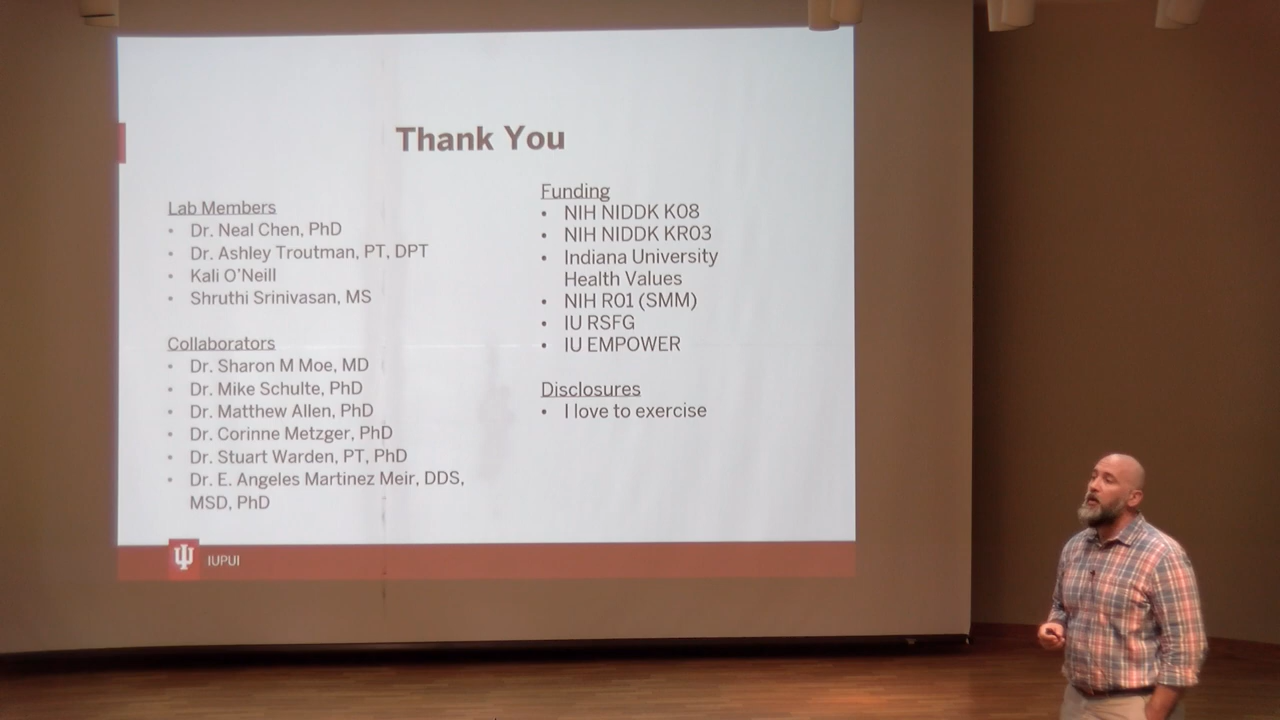 Thank You
Lab Members
• Dr. Neal Chen, PhD
• Dr. Ashley Troutman, PT, DPT
• Kali O'Neill
• Shruthi Srinivasan, MS
Collaborators
• Dr. Sharon M Moe, MD
• Dr. Mike Schulte, PhD
• Dr. Matthew Allen, PhD
• Dr. Corinne Metzger, PhD
• Dr. Stuart Warden, PT, PhD
• Dr. E. Angeles Martinez Meir, DDS,
MSD, PhD
Funding
• NIH NIDDK K08
• NIH NIDDK KR03
• Indiana University
Health Values
• NIH R01 (SMM)
• IU RSFG
• IU EMPOWER
Disclosures
• I love to exercise
IUPUI